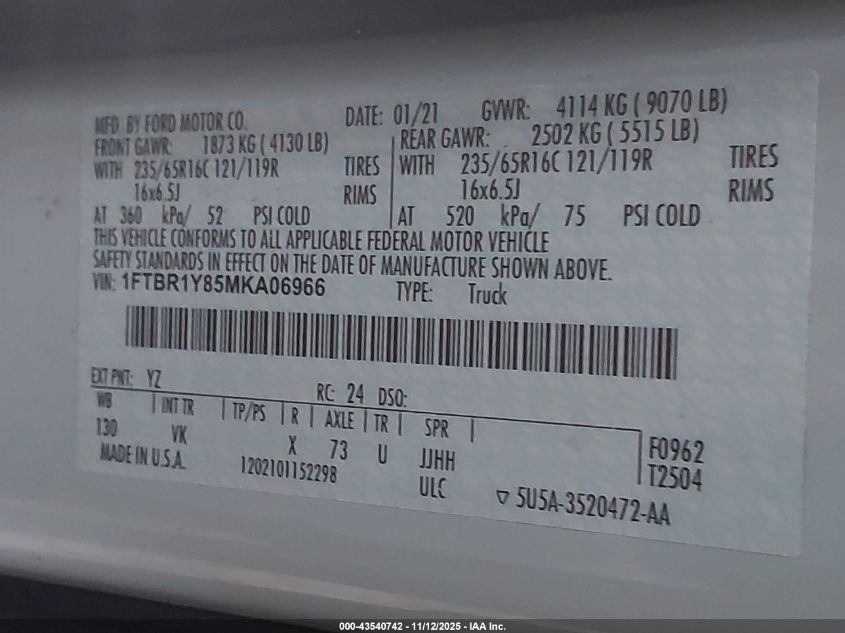 MFD. BY FORD MOTOR CO. DATE: 01/21 GVWR: 4114 KG ( 9070 LB)
FRONT GAWR: 1873 KG ( 4130 LB) REAR GAWR: 2502 KG ( 5515 LB)
WITH 235/65R16C 121/119R TIRES WITH 235/65R16C 121/119R TIRES
16x6.5J RIMS 16x6.5J RIMS
AT 360 kPa/ 52 PSI COLD AT 520 kPa/ 75 PSI COLD
THIS VEHICLE CONFORMS TO ALL APPLICABLE FEDERAL MOTOR VEHICLE
SAFETY STANDARDS IN EFFECT ON THE DATE OF MANUFACTURE SHOWN ABOVE.
VIN: 1FTBR1Y85MKA06966 TYPE: Truck
EXT PNT: YZ RC: 24 DSO:
WB INT TR TP/PS R AXLE TR SPR
130 VK X 73 U JJHH F0962
MADE IN U.S.A. 1202101152298 ULC T2504
5U5A-3520472-AA
000-43540742 - 11/12/2025 - IAA Inc.